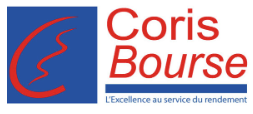 Coris
Bourse
L'Excellence au service du rendement